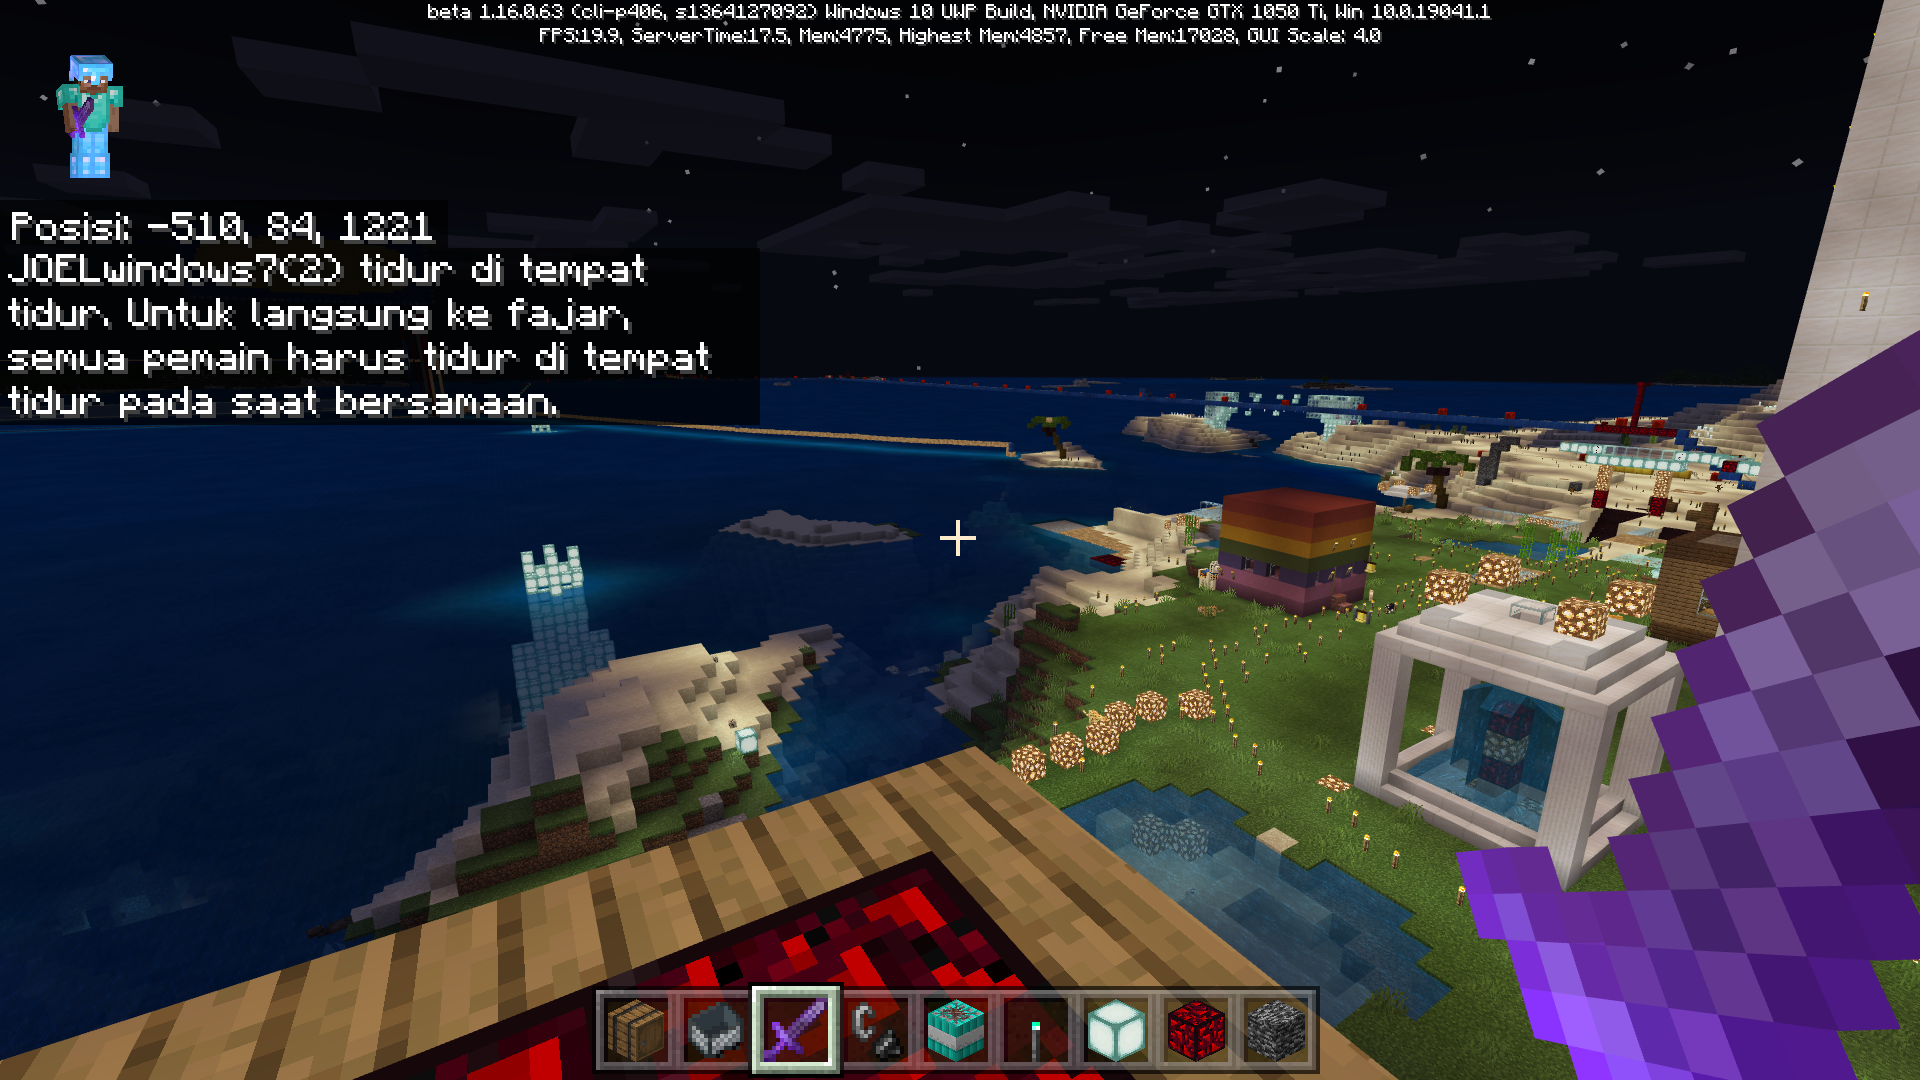 beta 1.16.0.63 (cli-p406, s1364127092) Windows 10 UWP Build, NVIDIA GeForce GTX 1050 Ti, Win 10.0.19041.1
FPS:19.9, ServerTime:17.5, Mem:4775, Highest Mem:4857, Free Mem:17028, GUI Scale: 4.0
Posisi: -510, 84, 1221
JOELwindows7(2) tidur di tempat
tidur. Untuk langsung ke fajar,
semua pemain harus tidur di tempat
tidur pada saat bersamaan.